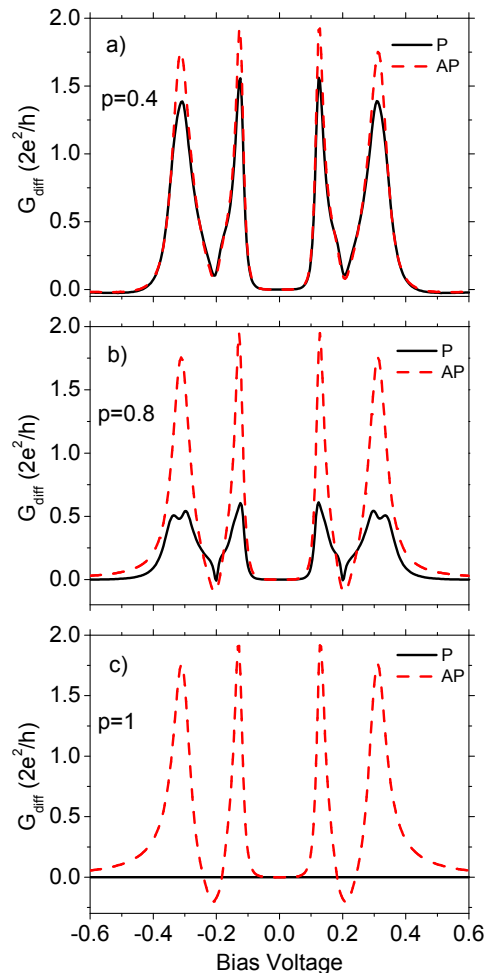 a)
p=0.4
P
AP
2.0
1.5
1.0
0.5
0.0
G_diff (2e²/h)
b)
p=0.8
P
AP
2.0
1.5
1.0
0.5
0.0
G_diff (2e²/h)
c)
p=1
P
AP
2.0
1.5
1.0
0.5
0.0
G_diff (2e²/h)
-0.6 -0.4 -0.2 0.0 0.2 0.4 0.6
Bias Voltage